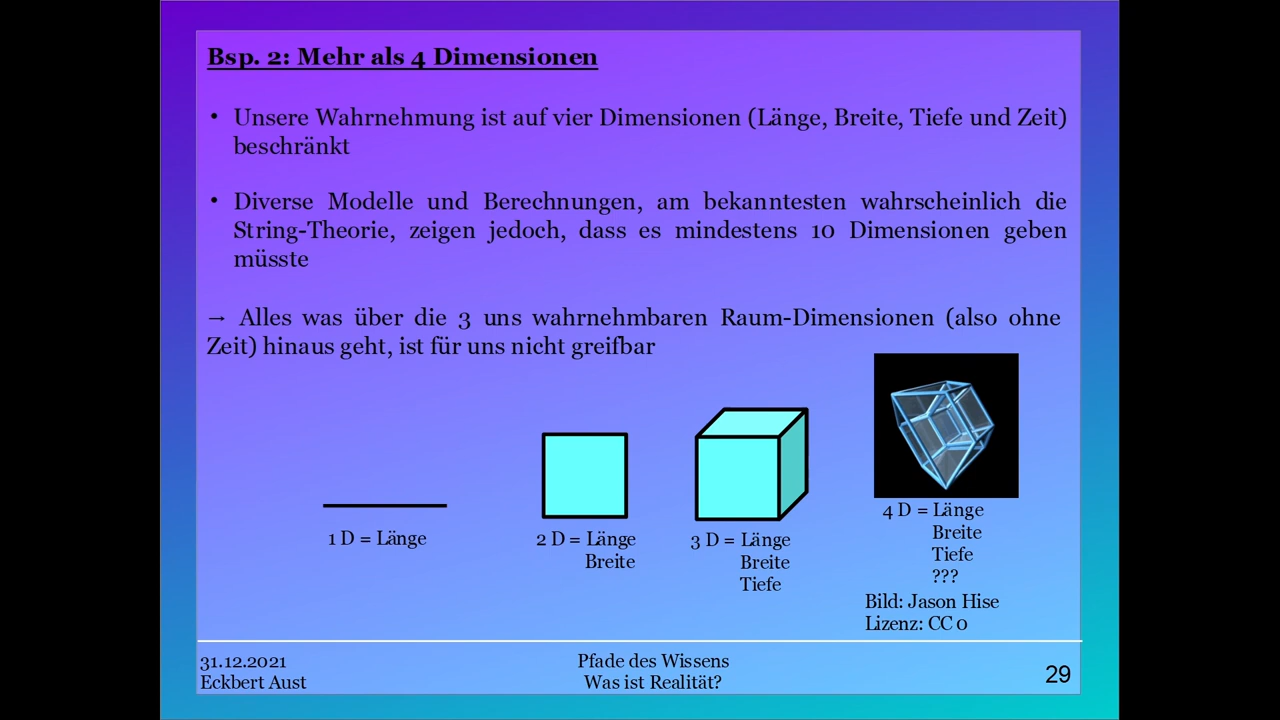 Bsp. 2: Mehr als 4 Dimensionen
• Unsere Wahrnehmung ist auf vier Dimensionen (Länge, Breite, Tiefe und Zeit)
beschränkt
• Diverse Modelle und Berechnungen, am bekanntesten wahrscheinlich die
String-Theorie, zeigen jedoch, dass es mindestens 10 Dimensionen geben
müsste
→ Alles was über die 3 uns wahrnehmbaren Raum-Dimensionen (also ohne
Zeit) hinaus geht, ist für uns nicht greifbar
1 D = Länge
2 D = Länge
Breite
3 D = Länge
Breite
Tiefe
4 D = Länge
Breite
Tiefe
???
Bild: Jason Hise
Lizenz: CC 0
31.12.2021
Eckbert Aust
Pfade des Wissens
Was ist Realität?
29